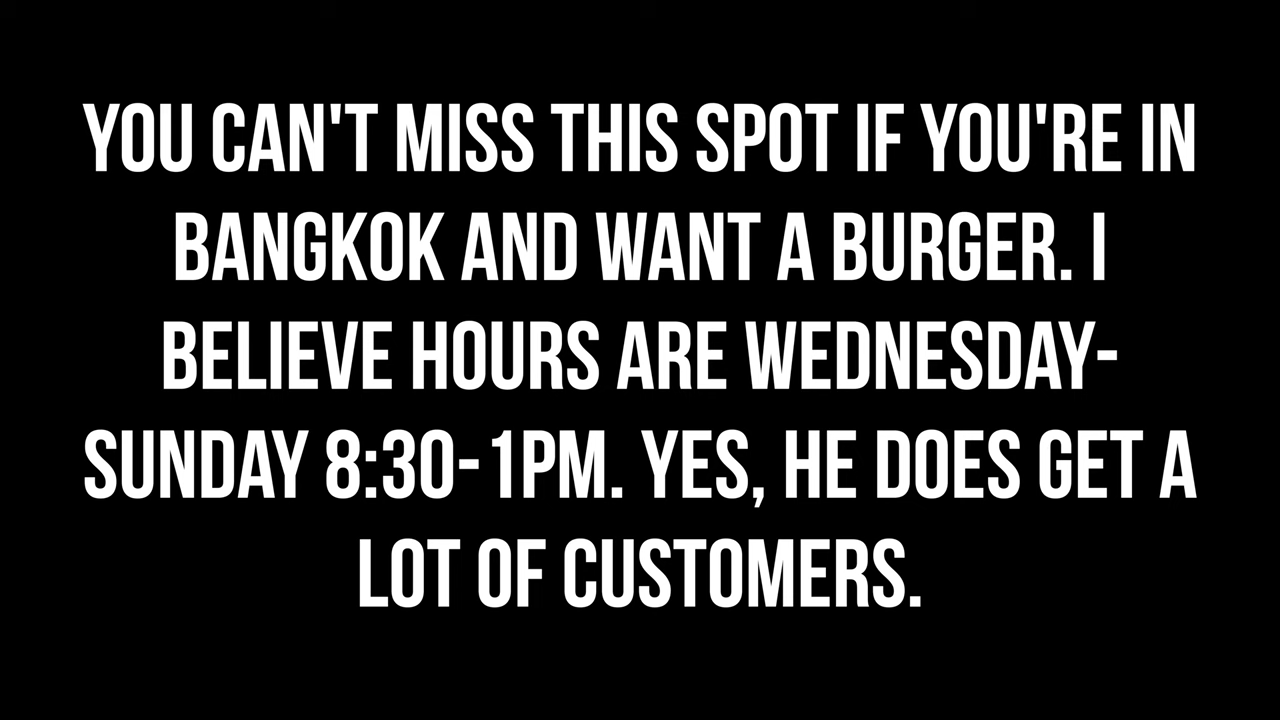 YOU CAN'T MISS THIS SPOT IF YOU'RE IN
BANGKOK AND WANT A BURGER. I
BELIEVE HOURS ARE WEDNESDAY-
SUNDAY 8:30-1PM. YES, HE DOES GET A
LOT OF CUSTOMERS.